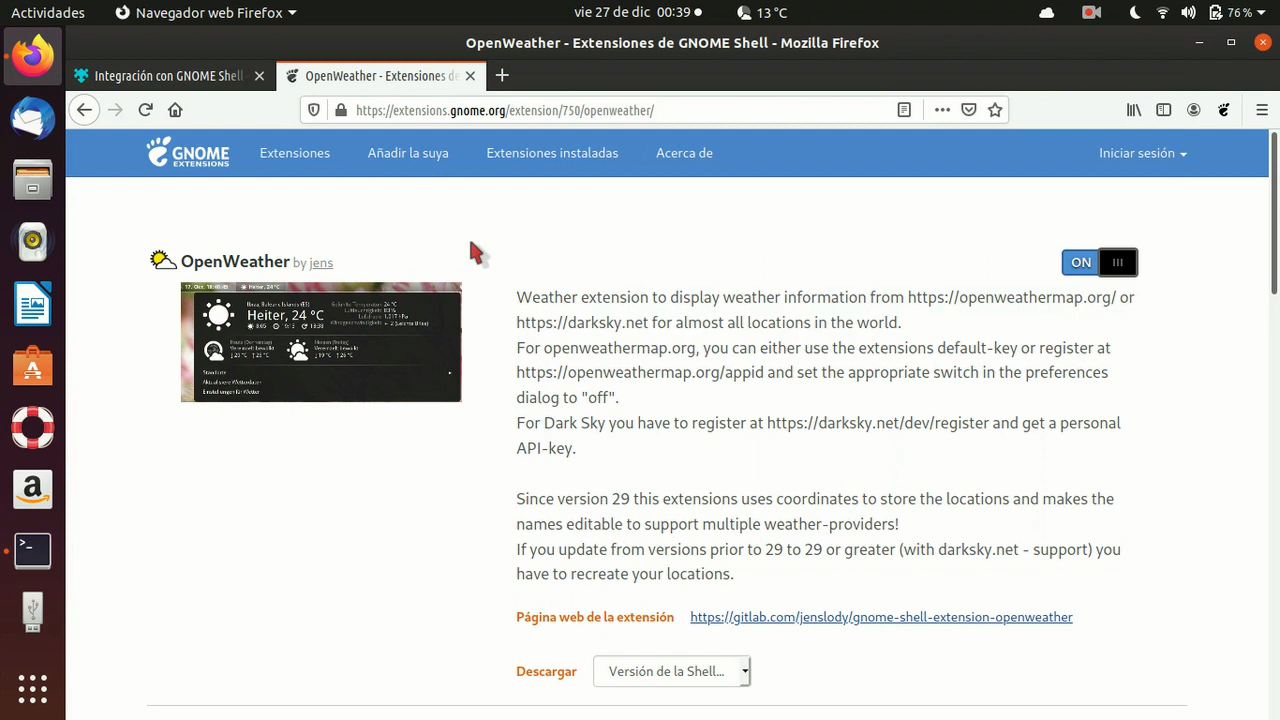 Actividades
Navegador web Firefox
vie 27 de dic 00:39
13 °C
76 %
OpenWeather - Extensiones de GNOME Shell - Mozilla Firefox
Integración con GNOME Shell
OpenWeather - Extensiones de
https://extensions.gnome.org/extension/750/openweather/
GNOME
EXTENSIONS
Extensiones
Añadir la suya
Extensiones instaladas
Acerca de
Iniciar sesión
OpenWeather by jens
ON
Heiter, 24 °C
Weather extension to display weather information from https://openweathermap.org/ or
https://darksky.net for almost all locations in the world.
For openweathermap.org, you can either use the extensions default-key or register at
https://openweathermap.org/appid and set the appropriate switch in the preferences
dialog to "off".
For Dark Sky you have to register at https://darksky.net/dev/register and get a personal
API-key.
Since version 29 this extensions uses coordinates to store the locations and makes the
names editable to support multiple weather-providers!
If you update from versions prior to 29 to 29 or greater (with darksky.net - support) you
have to recreate your locations.
Página web de la extensión
https://gitlab.com/jenslody/gnome-shell-extension-openweather
Descargar
Versión de la Shell...